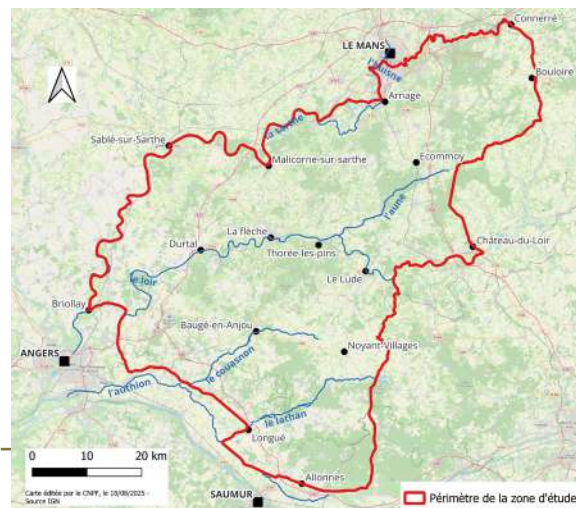 Connerré
LE MANS
l'huisne
Bouloire
Arnage
la sarthe
Sablé-sur-Sarthe
Malicorne-sur-sarthe
Ecommoy
l'aune
La flèche
Durtal
Thorée-les-pins
Château-du-Loir
le loir
Le Lude
Briollay
Baugé-en-Anjou
ANGERS
Noyant-Villages
le couasnon
l'authion
le lathan
Longué
0 10 20 km
Allonnes
Carte éditée par le CNPF, le 18/08/2025 -
Source IGN
SAUMUR
Périmètre de la zone d'étude